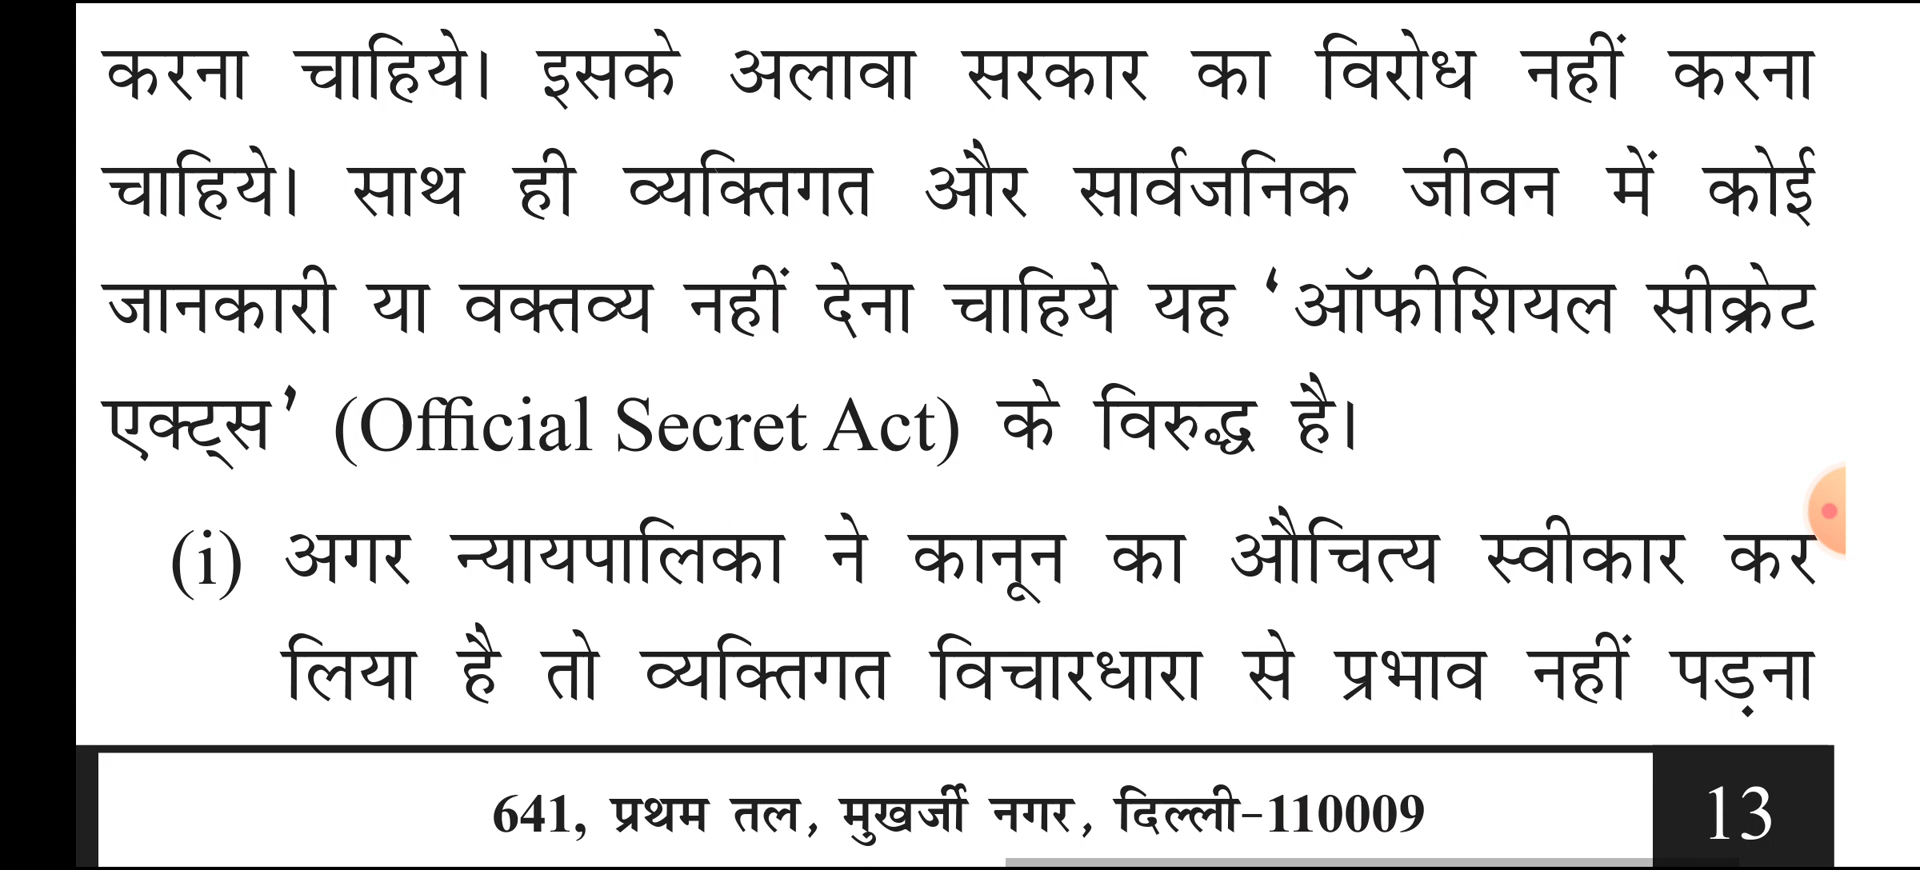 करना चाहिये। इसके अलावा सरकार का विरोध नहीं करना
चाहिये। साथ ही व्यक्तिगत और सार्वजनिक जीवन में कोई
जानकारी या वक्तव्य नहीं देना चाहिये यह ‘ऑफीशियल सीक्रेट
एक्ट्स’ (Official Secret Act) के विरुद्ध है।
(i) अगर न्यायपालिका ने कानून का औचित्य स्वीकार कर
लिया है तो व्यक्तिगत विचारधारा से प्रभाव नहीं पड़ना
641, प्रथम तल, मुखर्जी नगर, दिल्ली-110009
13